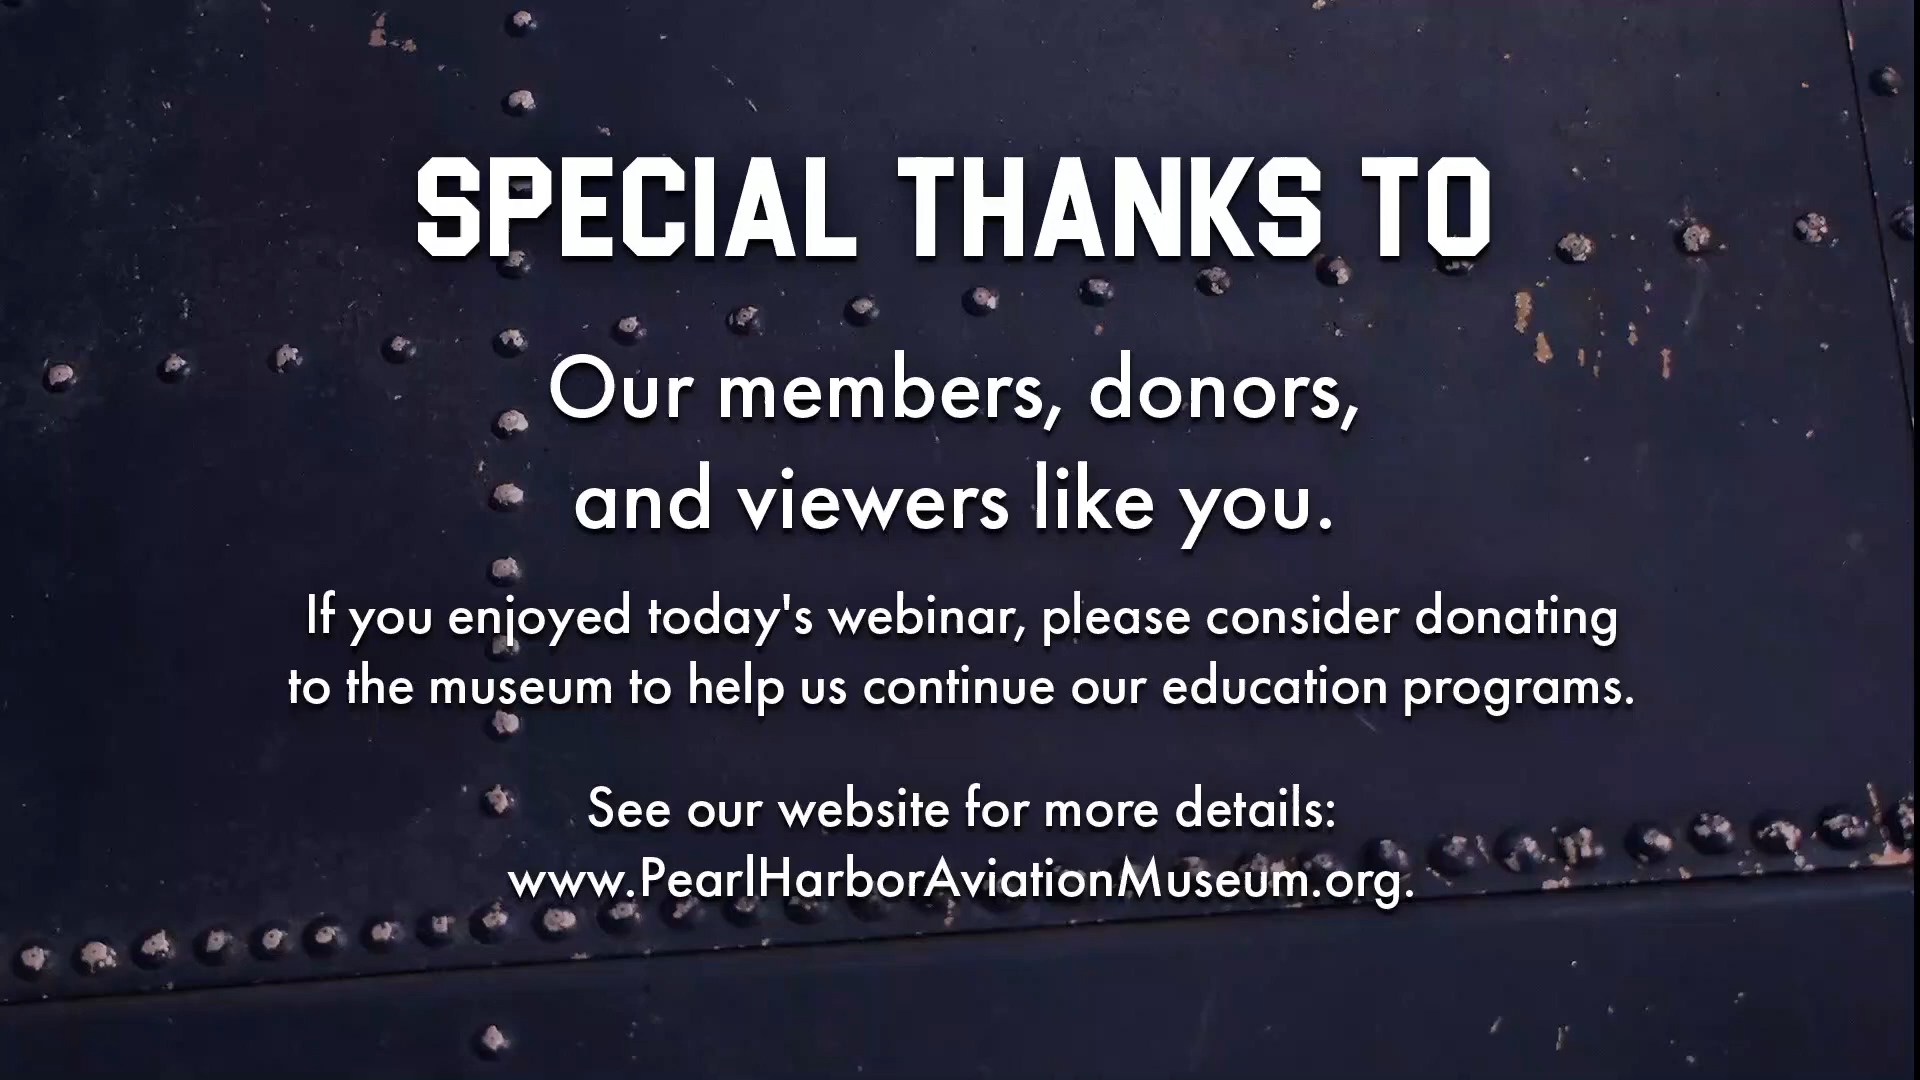 SPECIAL THANKS TO
Our members, donors,
and viewers like you.
If you enjoyed today's webinar, please consider donating
to the museum to help us continue our education programs.
See our website for more details:
www.PearlHarborAviationMuseum.org.